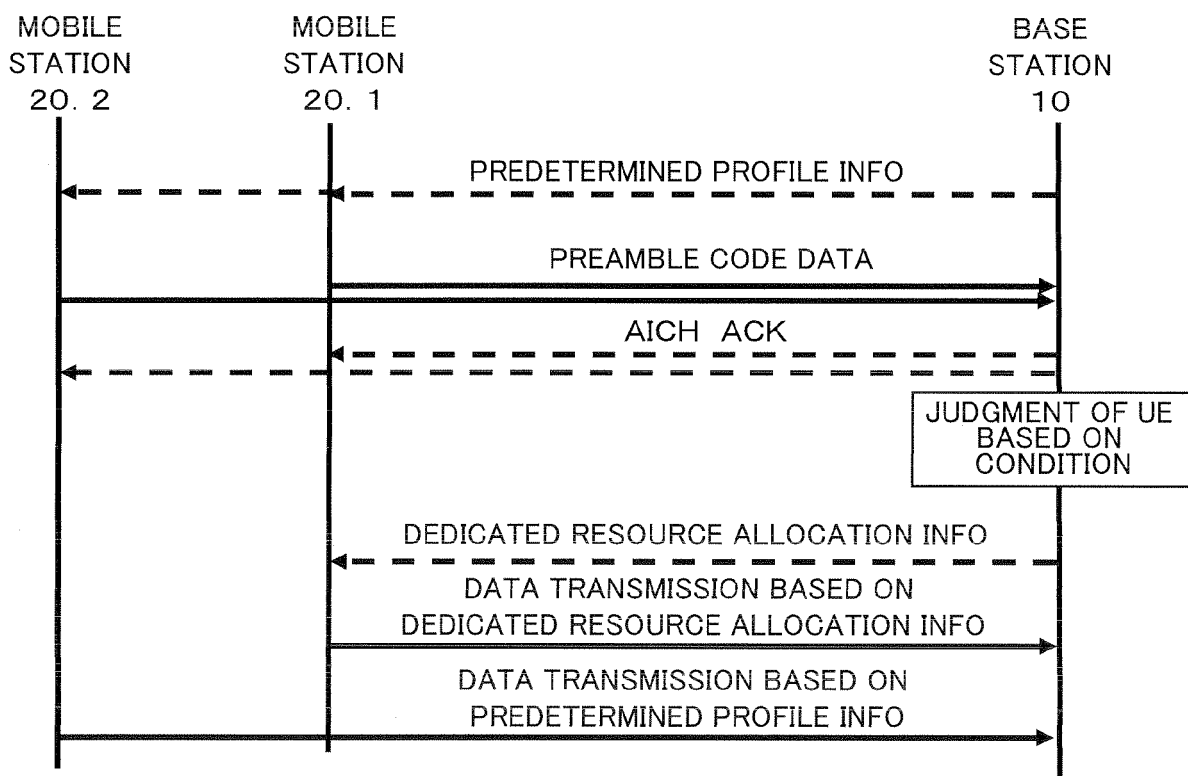 MOBILE
STATION
20. 2
MOBILE
STATION
20. 1
BASE
STATION
10
PREDETERMINED PROFILE INFO
PREAMBLE CODE DATA
AICH ACK
JUDGMENT OF UE
BASED ON
CONDITION
DEDICATED RESOURCE ALLOCATION INFO
DATA TRANSMISSION BASED ON
DEDICATED RESOURCE ALLOCATION INFO
DATA TRANSMISSION BASED ON
PREDETERMINED PROFILE INFO